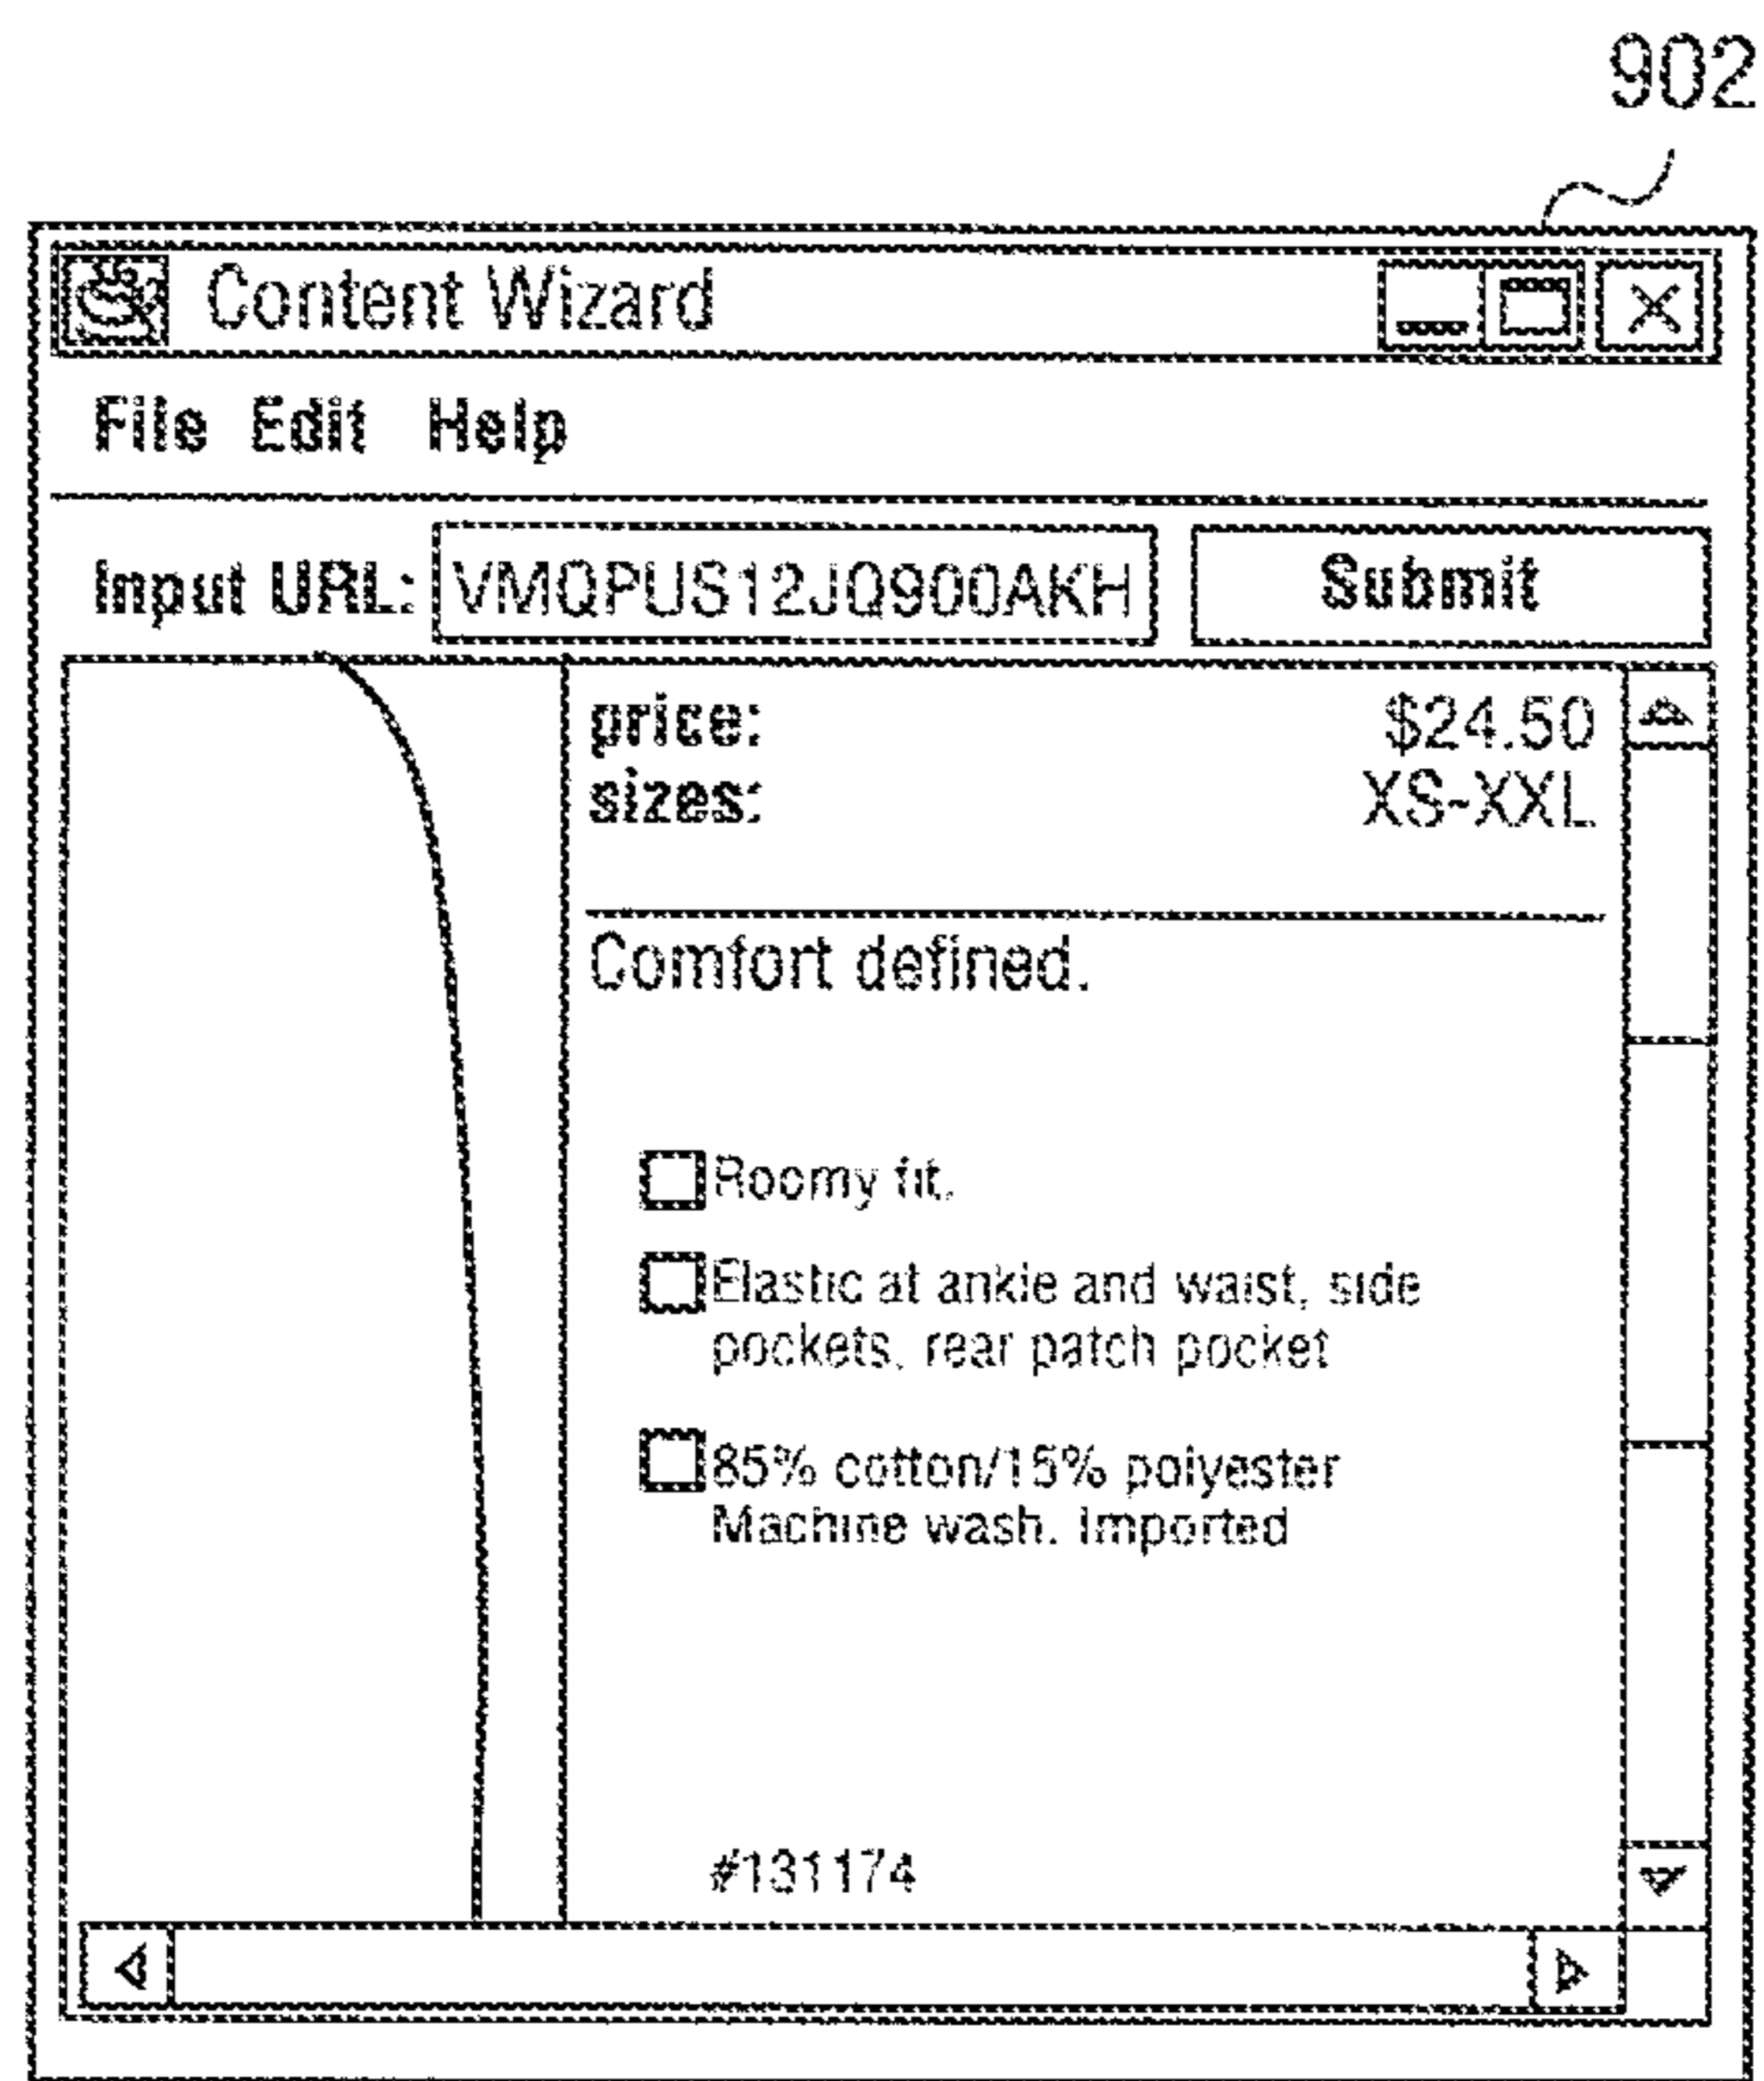 902
Content Wizard
File Edit Help
Input URL: VMQPUS12JQ900AKH Submit
price: $24.50
sizes: XS-XXL
Comfort defined.
Roomy fit.
Elastic at ankle and waist, side
pockets, rear patch pocket
85% cotton/15% polyester
Machine wash. Imported
#131174